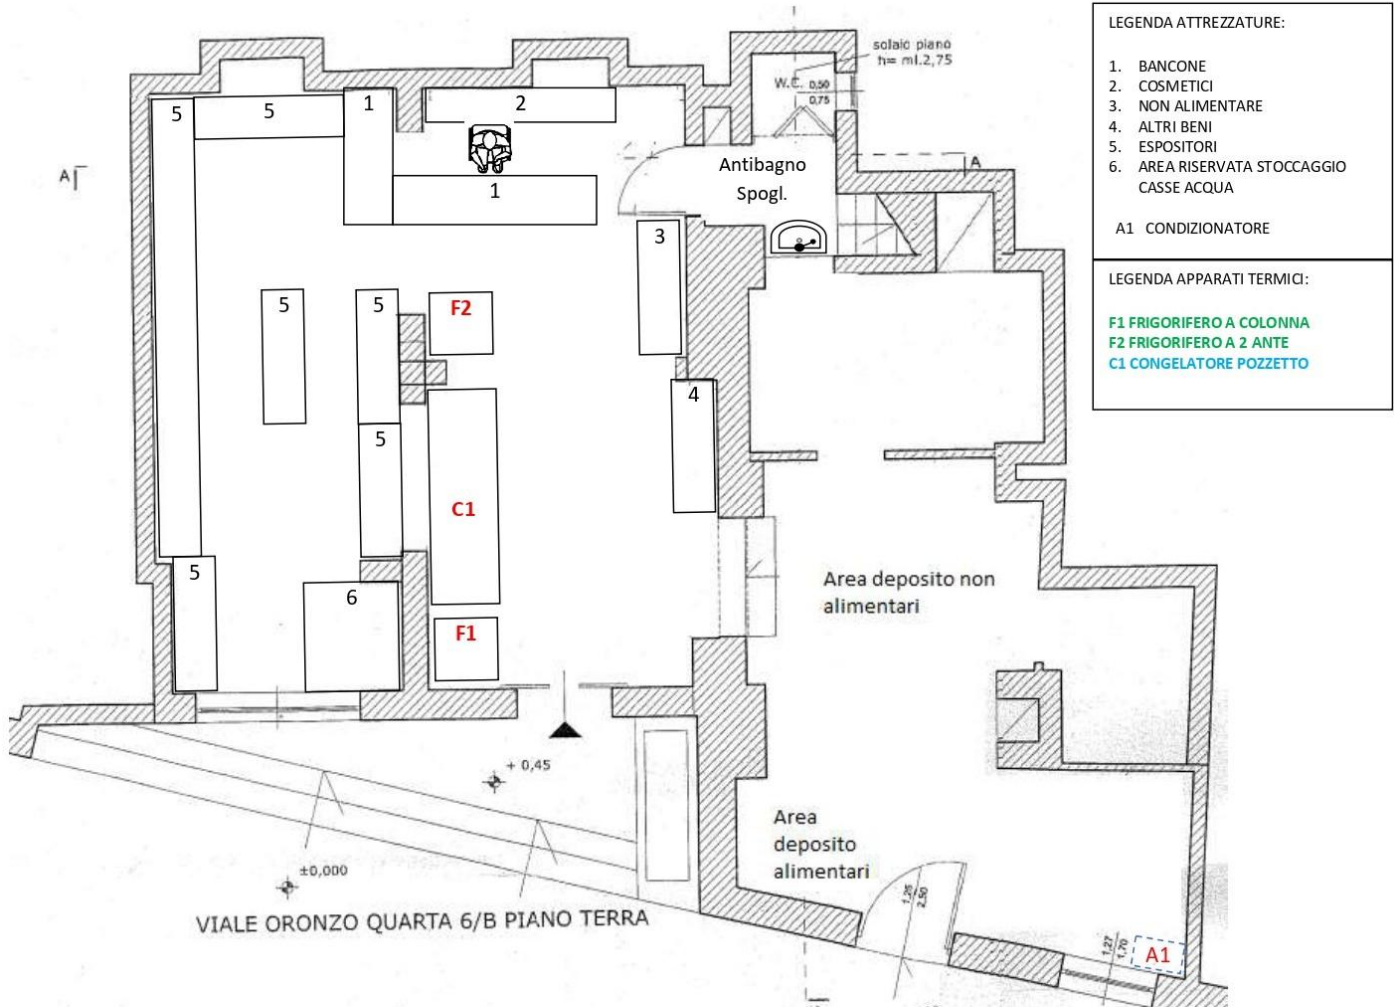 LEGENDA ATTREZZATURE:
1. BANCONE
2. COSMETICI
3. NON ALIMENTARE
4. ALTRI BENI
5. ESPOSITORI
6. AREA RISERVATA STOCCAGGIO
CASSE ACQUA
A1 CONDIZIONATORE
LEGENDA APPARATI TERMICI:
F1 FRIGORIFERO A COLONNA
F2 FRIGORIFERO A 2 ANTE
C1 CONGELATORE POZZETTO
solaio piano
h= ml.2,75
W.C.
0,50
0,75
5
5
1
2
A
A
Antibagno
Spogl.
1
3
5
5
F2
4
5
C1
Area deposito non
alimentari
5
6
F1
+ 0,45
Area
deposito
alimentari
±0,000
1,25
2,50
VIALE ORONZO QUARTA 6/B PIANO TERRA
1,27
1,70
A1